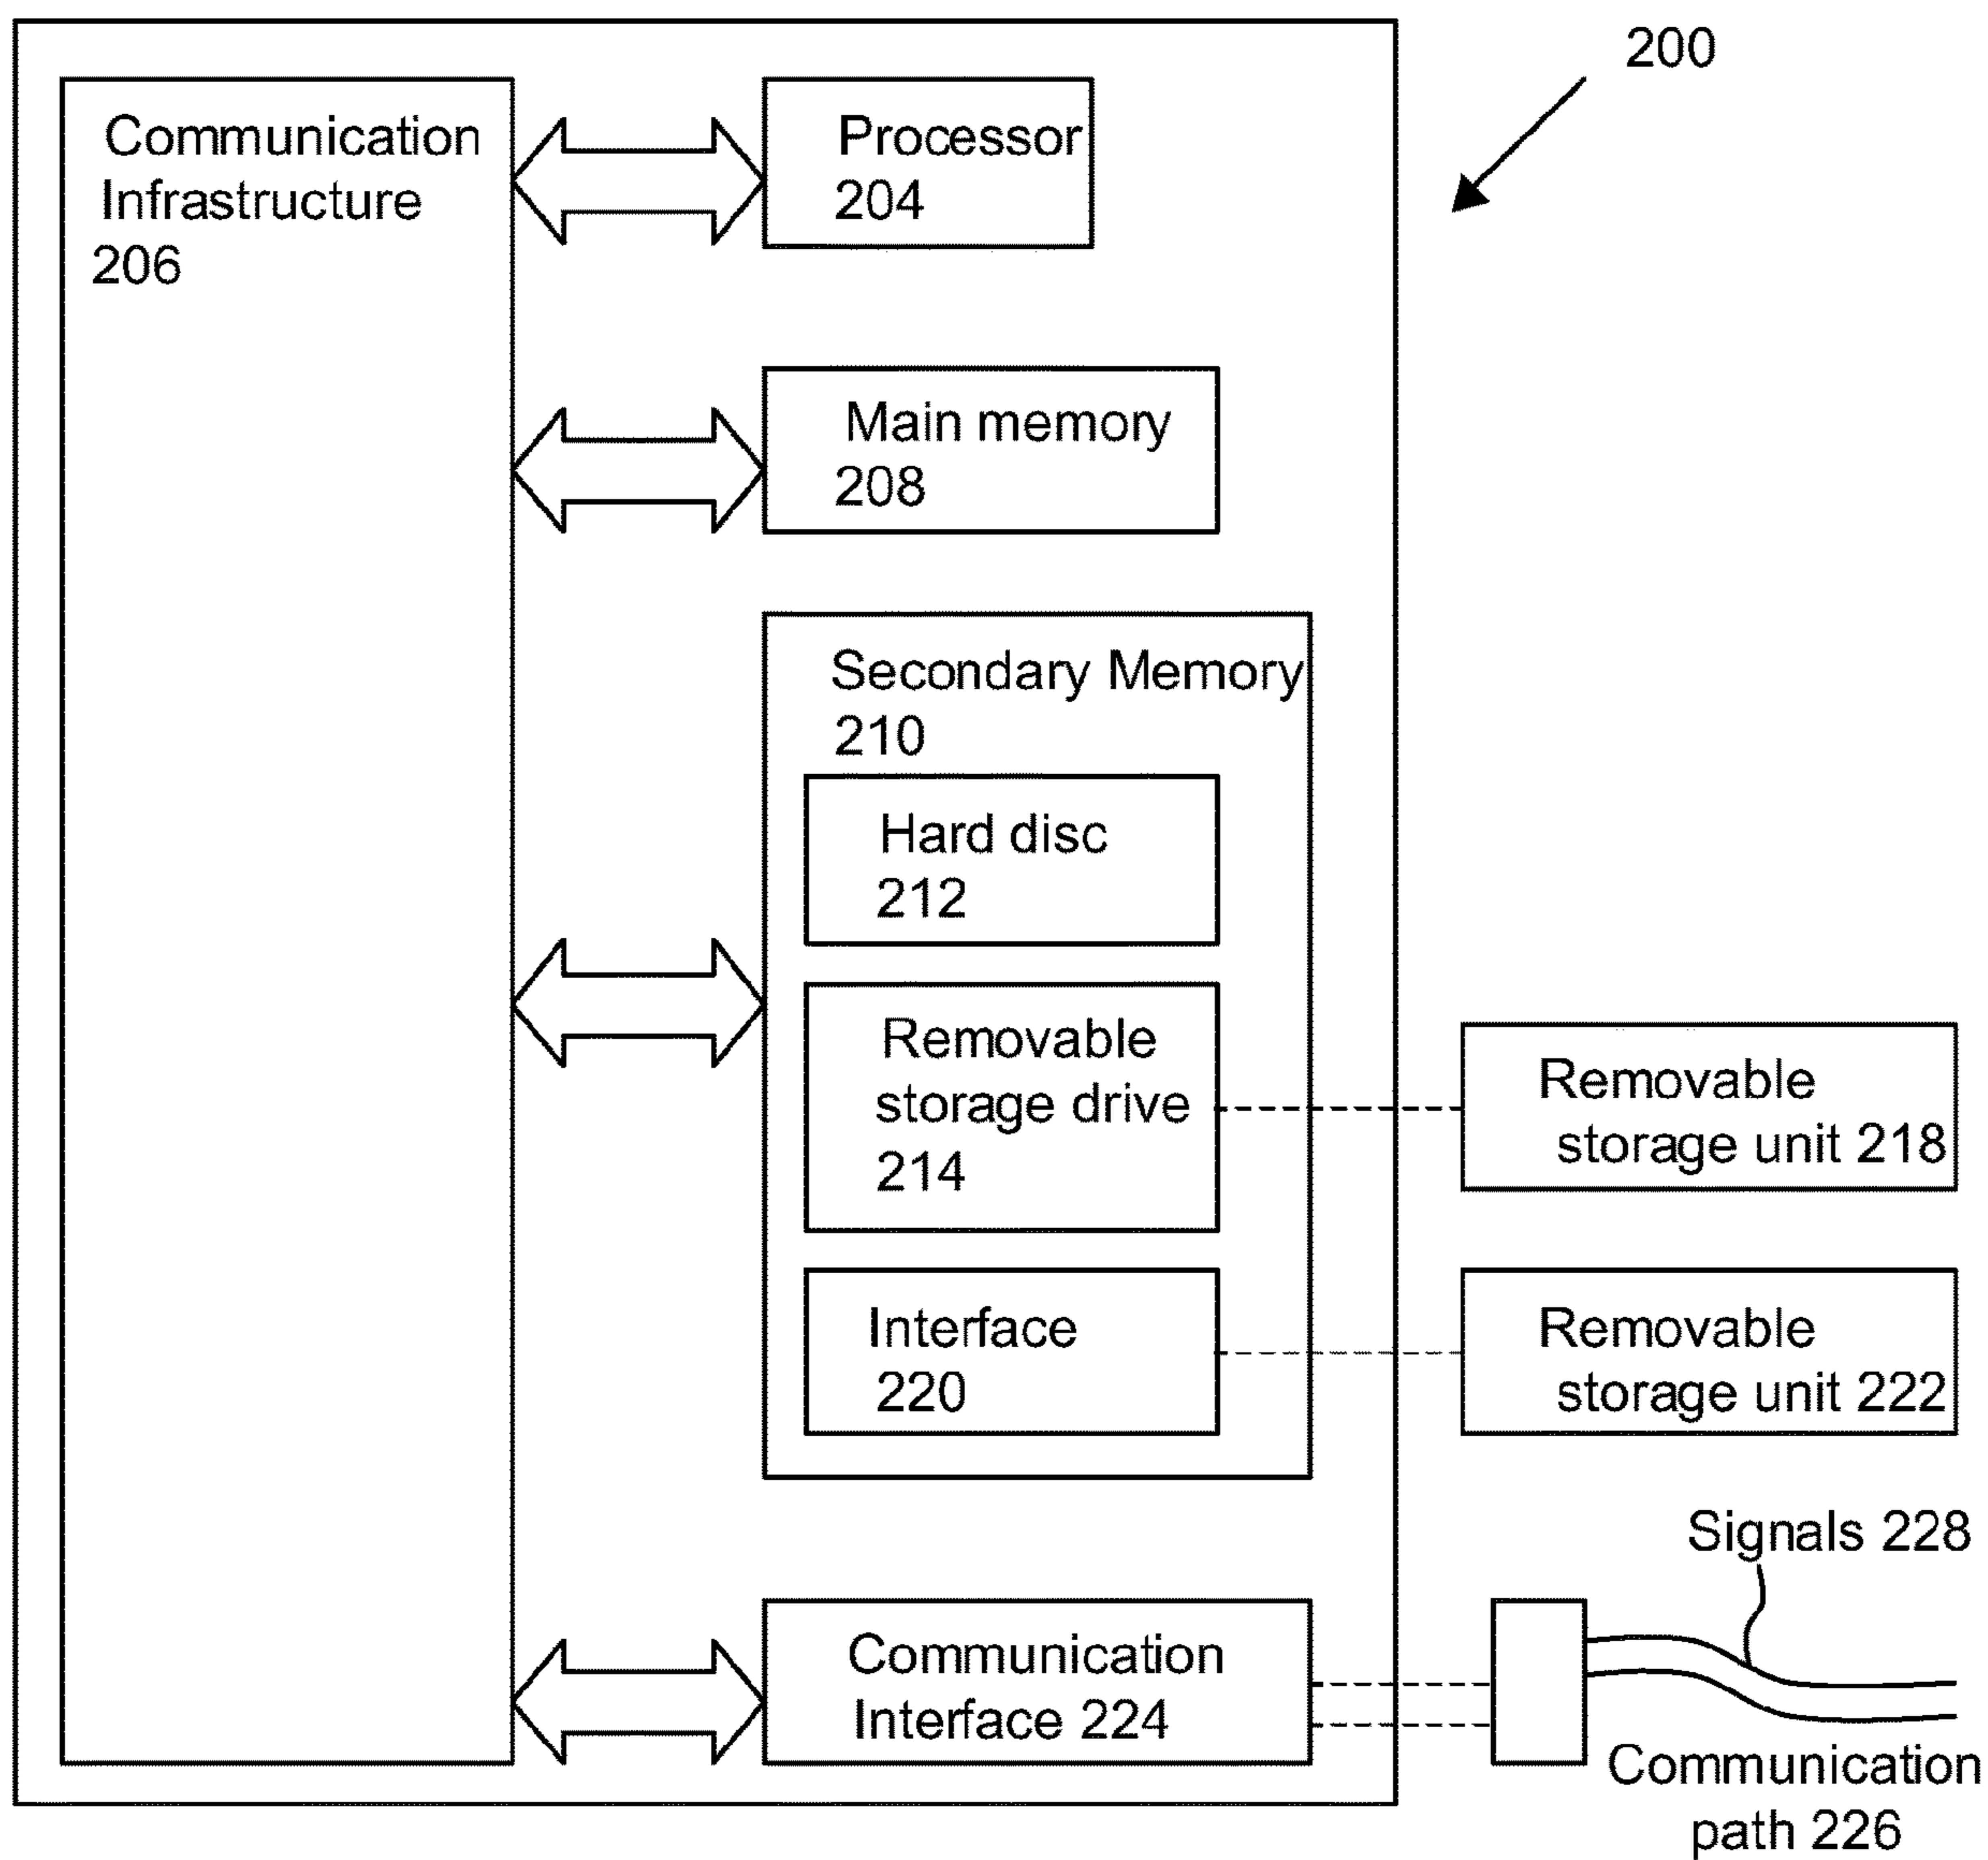 200
Communication
Infrastructure
206
Processor
204
Main memory
208
Secondary Memory
210
Hard disc
212
Removable
storage drive
214
Removable
storage unit 218
Interface
220
Removable
storage unit 222
Signals 228
Communication
Interface 224
Communication
path 226